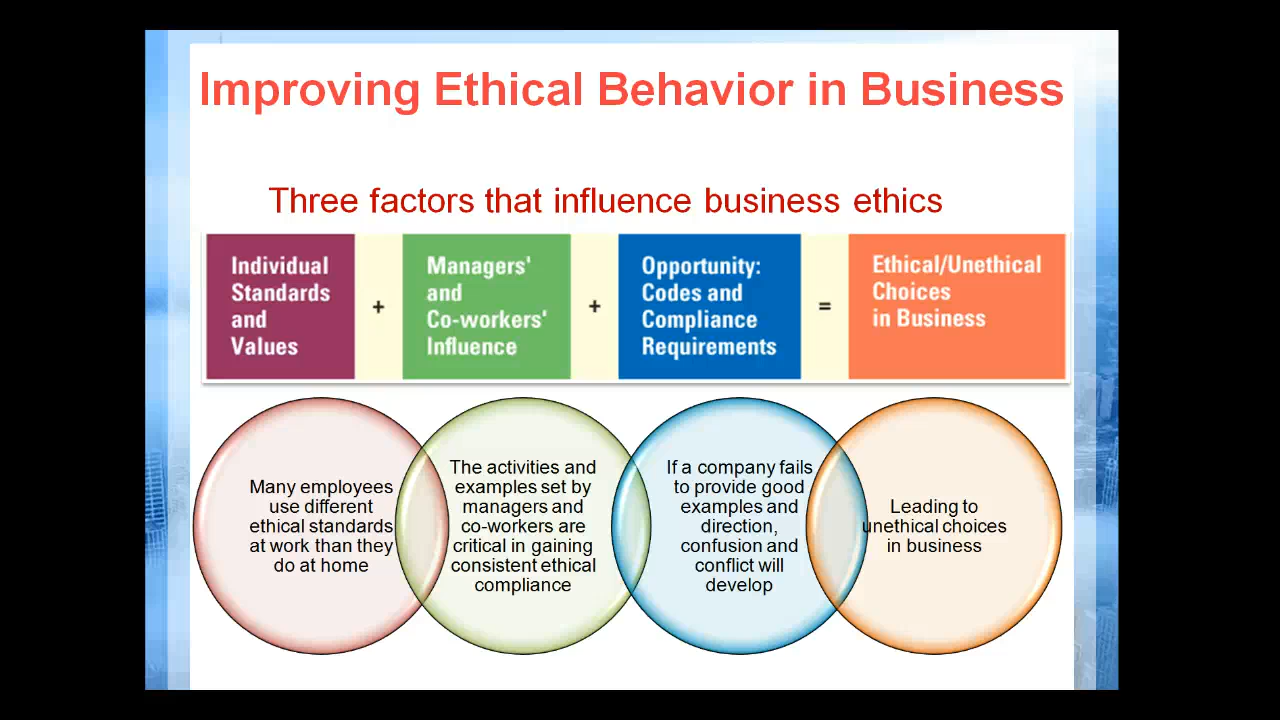 Improving Ethical Behavior in Business
Three factors that influence business ethics
Individual
Standards
and
Values
+
Managers'
and
Co-workers'
Influence
+
Opportunity:
Codes and
Compliance
Requirements
=
Ethical/Unethical
Choices
in Business
Many employees
use different
ethical standards
at work than they
do at home
The activities and
examples set by
managers and
co-workers are
critical in gaining
consistent ethical
compliance
If a company fails
to provide good
examples and
direction,
confusion and
conflict will
develop
Leading to
unethical choices
in business